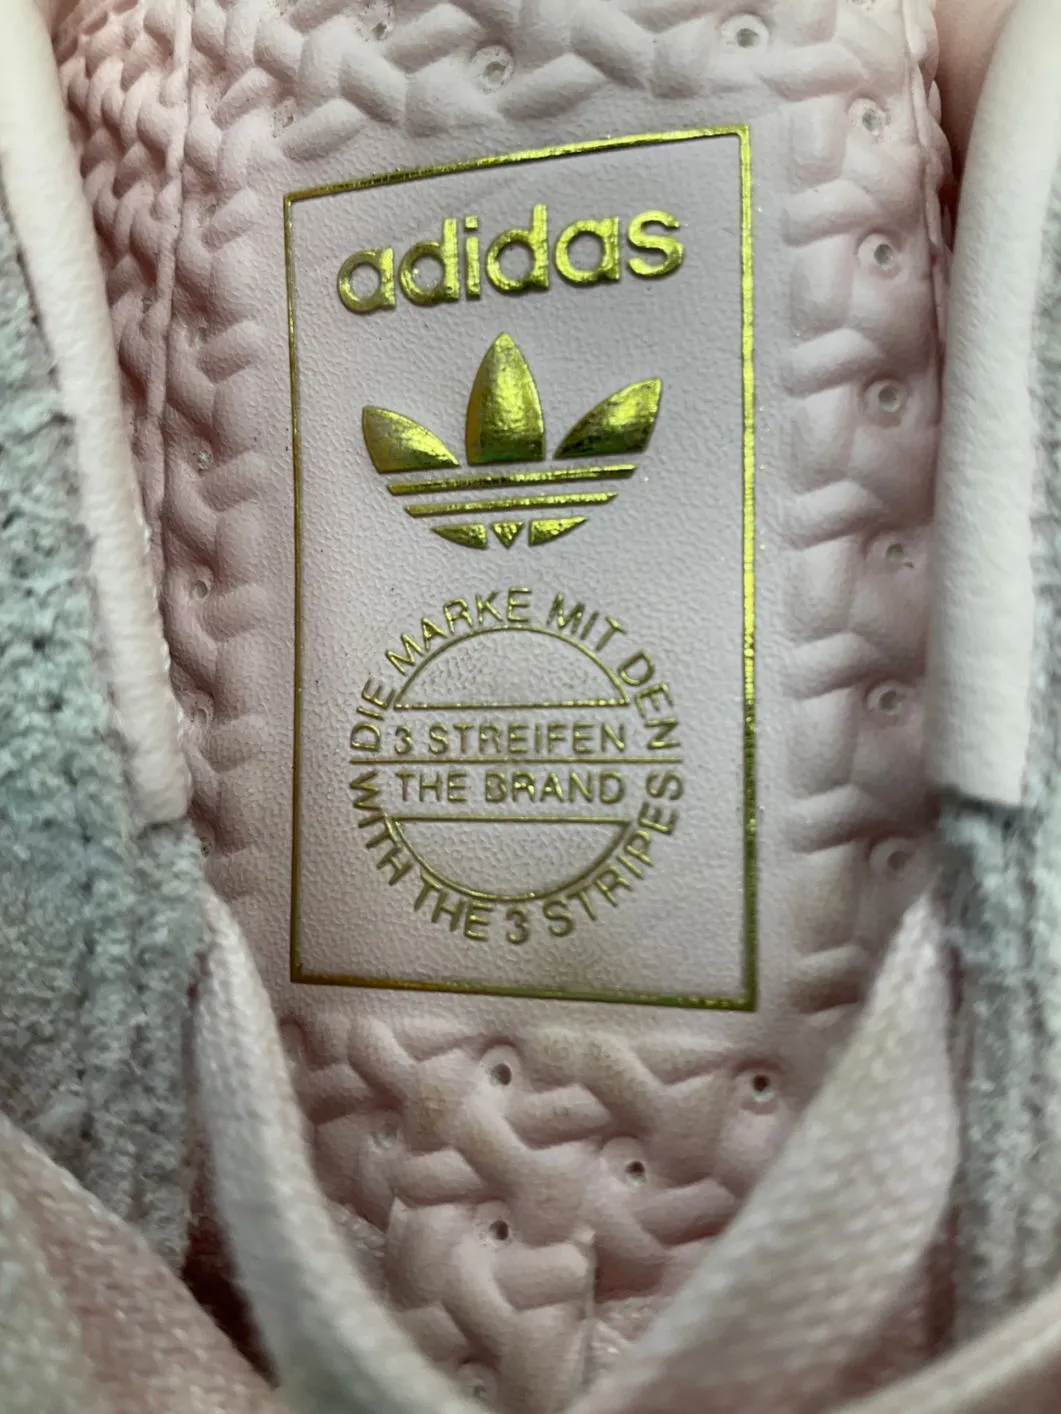 adidas
DIE MARKE MIT DEN
3 STREIFEN
THE BRAND
WITH THE 3 STRIPES